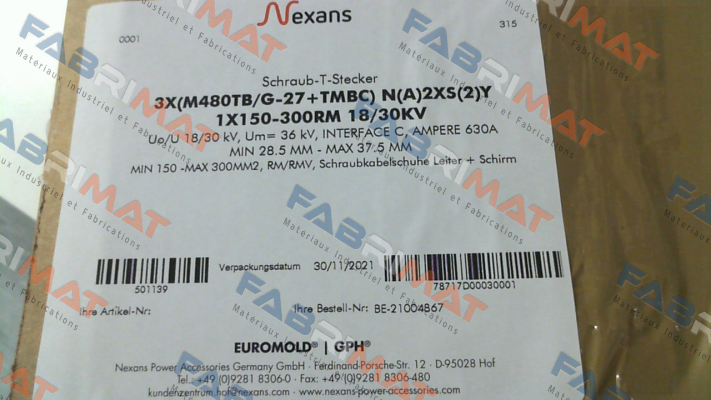 Nexans
0001
315
Schraub-T-Stecker
3X(M480TB/G-27+TMBC) N(A)2XS(2)Y
1X150-300RM 18/30KV
Uo/U 18/30 kV, Um= 36 kV, INTERFACE C, AMPERE 630A
MIN 28.5 MM - MAX 37.5 MM
MIN 150 -MAX 300MM2, RM/RMV, Schraubkabelschuhe Leiter + Schirm
501139
Verpackungsdatum 30/11/2021
78717D00030001
Ihre Artikel-Nr:
Ihre Bestell-Nr: BE-21004867
EUROMOLD® | GPH®
Nexans Power Accessories Germany GmbH · Ferdinand-Porsche-Str. 12 · D-95028 Hof
Tel. +49 (0)9281 8306-0 · Fax: +49 (0)9281 8306-480
kundenzentrum.hof@nexans.com · www.nexans-power-accessories.com
FABRIMAT
Materiaux Industriel et Fabrications